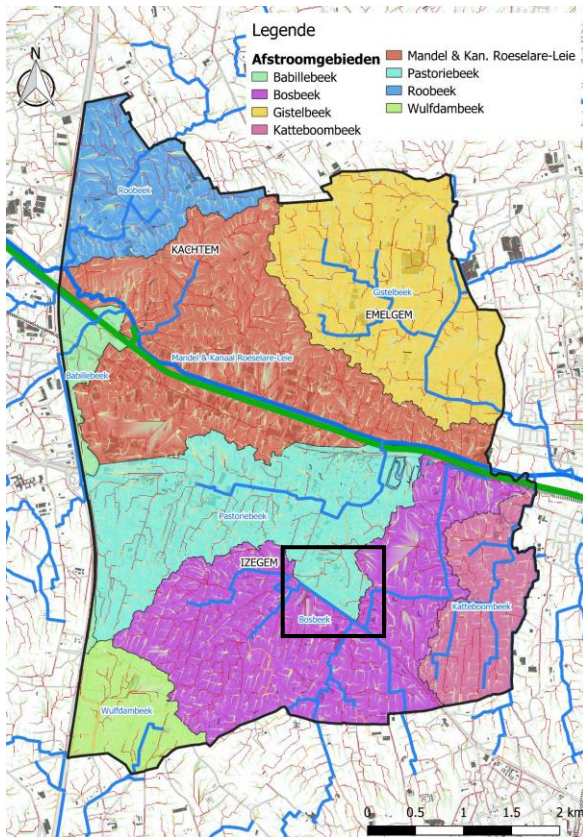 Legende
Afstroomgebieden
Babillebeek
Bosbeek
Gistelbeek
Katteboombeek
Mandel & Kan. Roeselare-Leie
Pastoriebeek
Roobeek
Wulfdambeek
N
Roobeek
KACHTEM
Gistelbeek
EMELGEM
Mandel & Kanaal Roeselare-Leie
Babillebeek
Pastoriebeek
IZEGEM
Bosbeek
Katteboombeek
Wulfdambeek
0 0.5 1 1.5 2 km